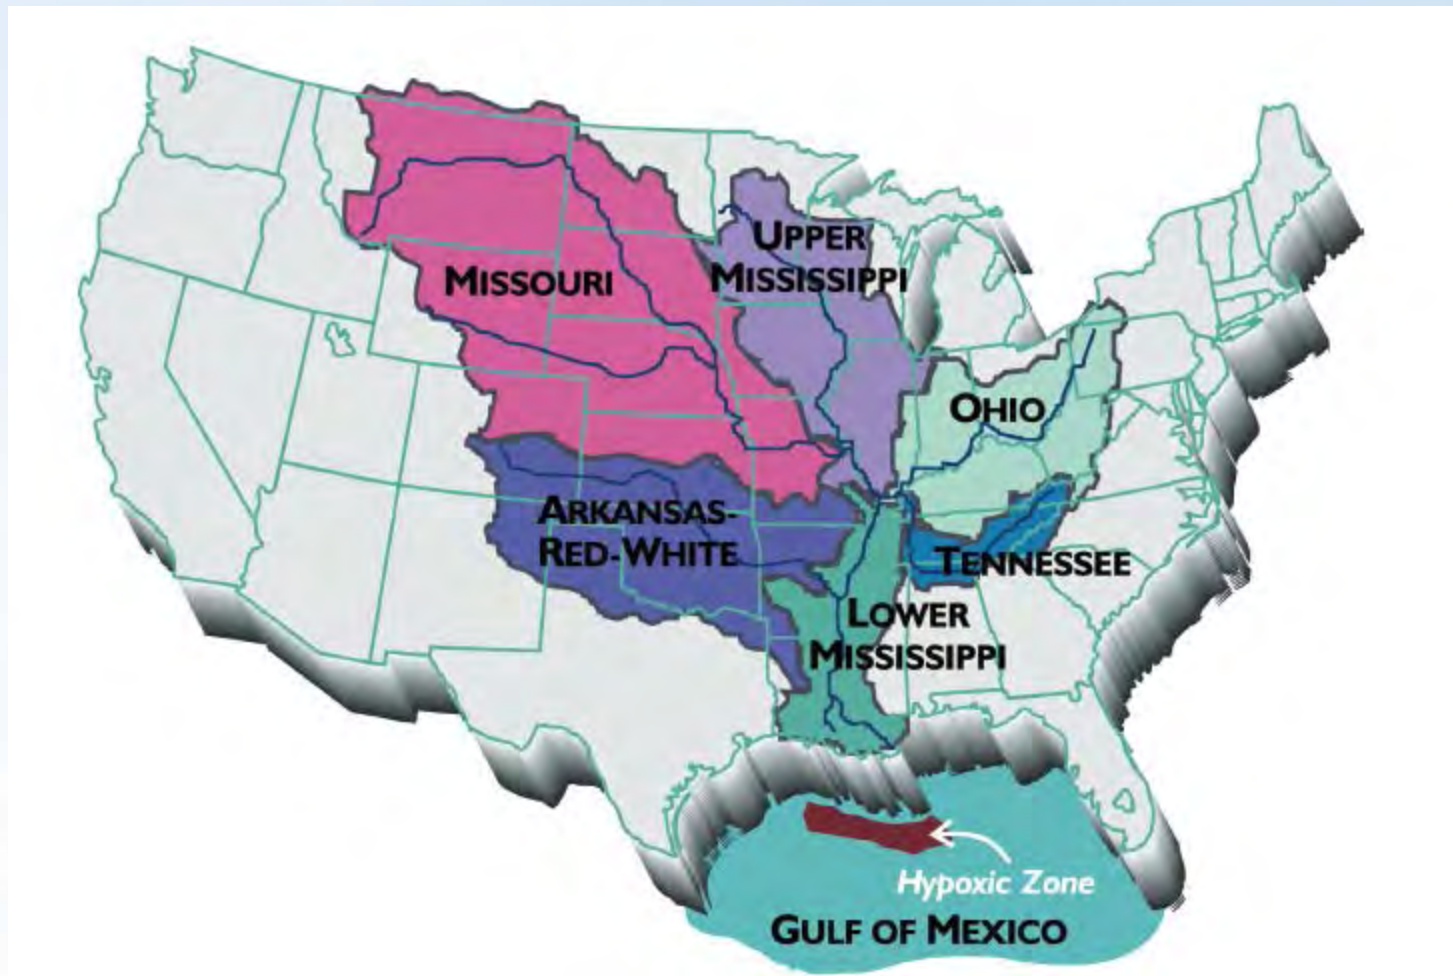 UPPER
MISSISSIPPI
MISSOURI
OHIO
ARKANSAS-
RED-WHITE
TENNESSEE
LOWER
MISSISSIPPI
Hypoxic Zone
GULF OF MEXICO